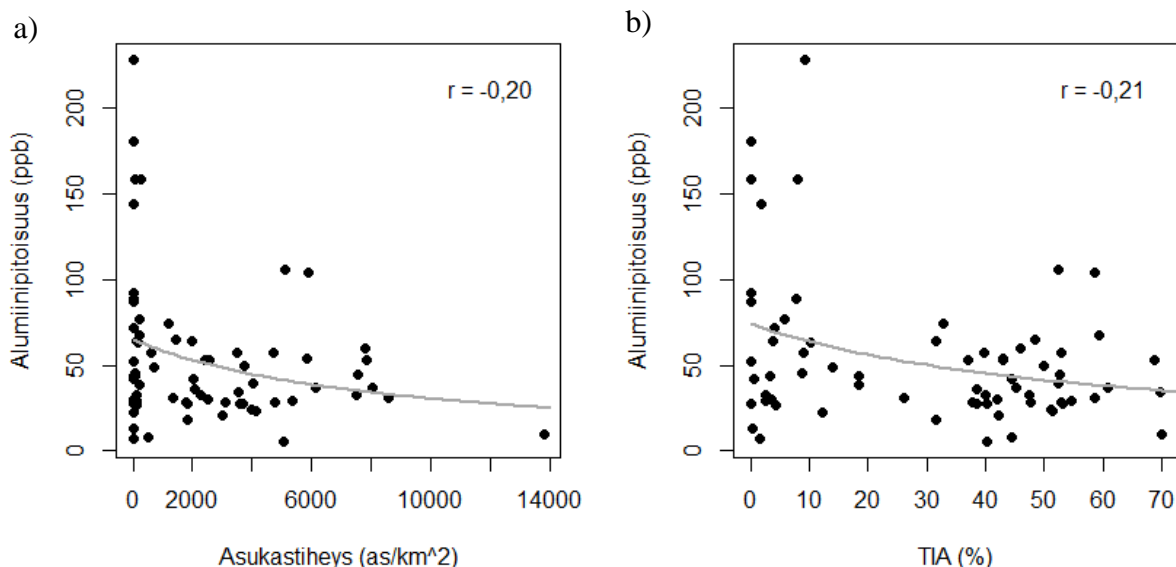 a)
r = -0,20
Alumiinipitoisuus (ppb)
200
150
100
50
0
0 2000 6000 10000 14000
Asukastiheys (as/km^2)
b)
r = -0,21
Alumiinipitoisuus (ppb)
200
150
100
50
0
0 10 20 30 40 50 60 70
TIA (%)